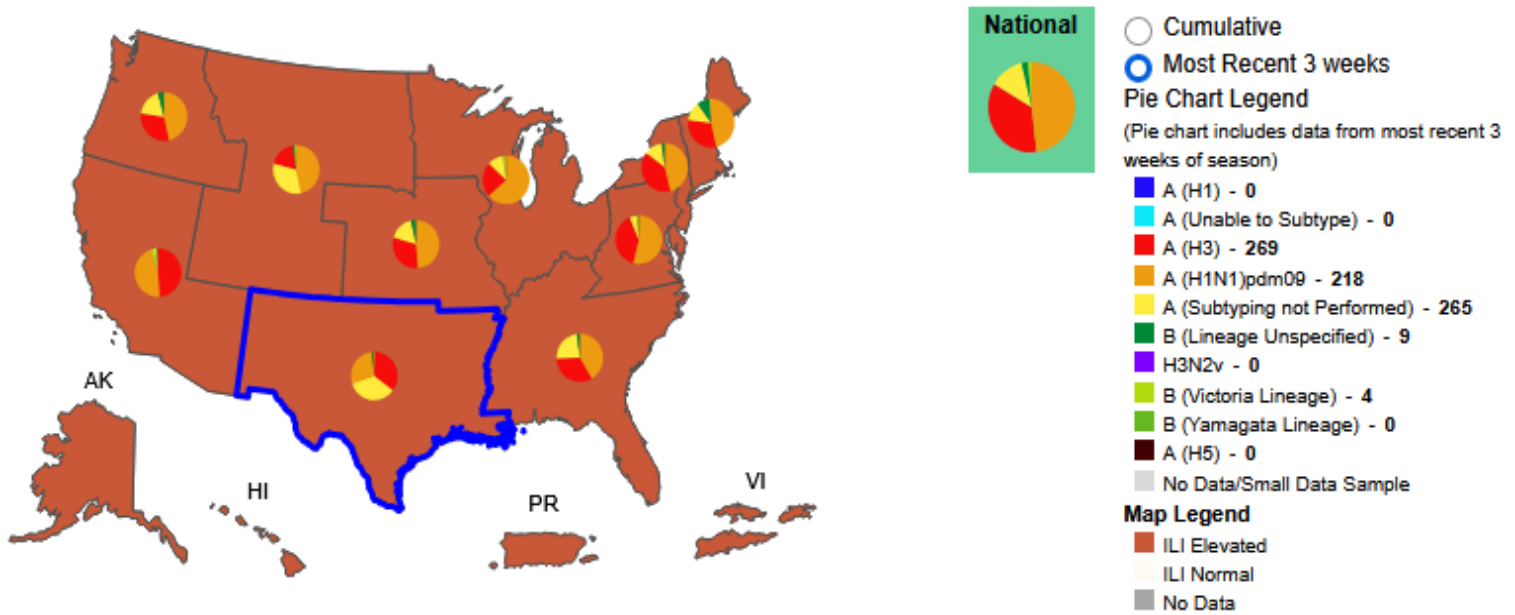 National
Cumulative
Most Recent 3 weeks
Pie Chart Legend
(Pie chart includes data from most recent 3
weeks of season)
A (H1) - 0
A (Unable to Subtype) - 0
A (H3) - 269
A (H1N1)pdm09 - 218
A (Subtyping not Performed) - 265
B (Lineage Unspecified) - 9
H3N2v - 0
B (Victoria Lineage) - 4
B (Yamagata Lineage) - 0
A (H5) - 0
No Data/Small Data Sample
Map Legend
ILI Elevated
ILI Normal
No Data
AK
HI
PR
VI